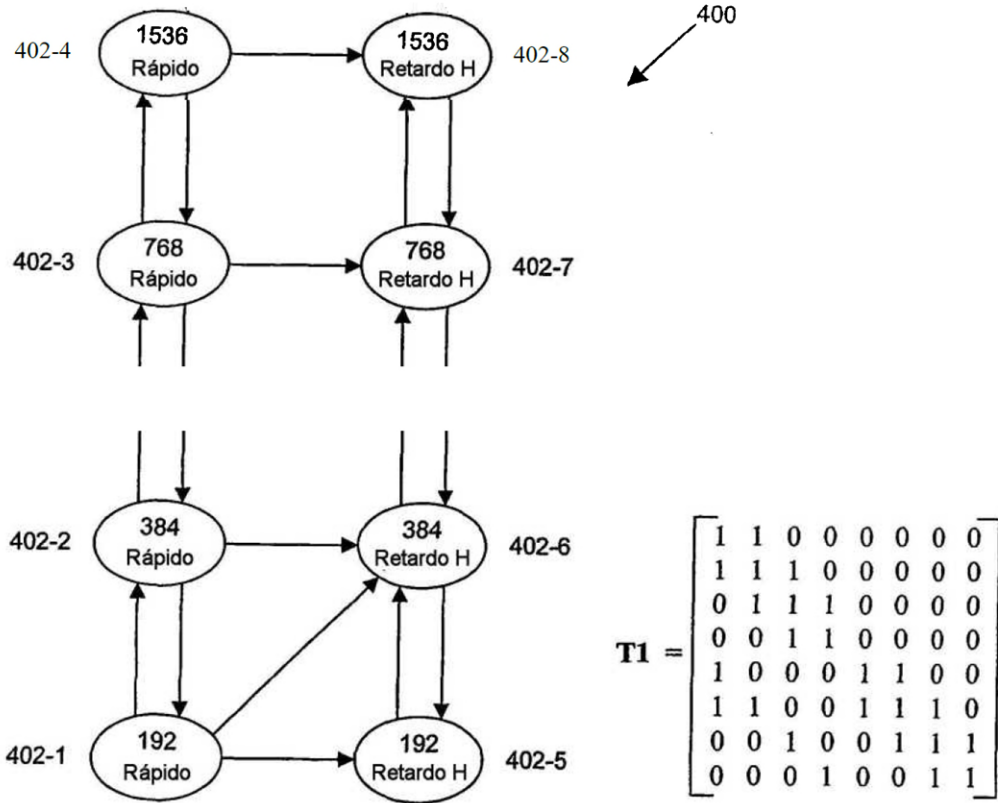 400
402-4 1536 Rápido 1536 Retardo H 402-8
402-3 768 Rápido 768 Retardo H 402-7
402-2 384 Rápido 384 Retardo H 402-6
402-1 192 Rápido 192 Retardo H 402-5
T1 =
1 1 0 0 0 0 0 0
1 1 1 0 0 0 0 0
0 1 1 1 0 0 0 0
0 0 1 1 0 0 0 0
1 0 0 0 1 1 0 0
1 1 0 0 1 1 1 0
0 0 1 0 0 1 1 1
0 0 0 1 0 0 1 1